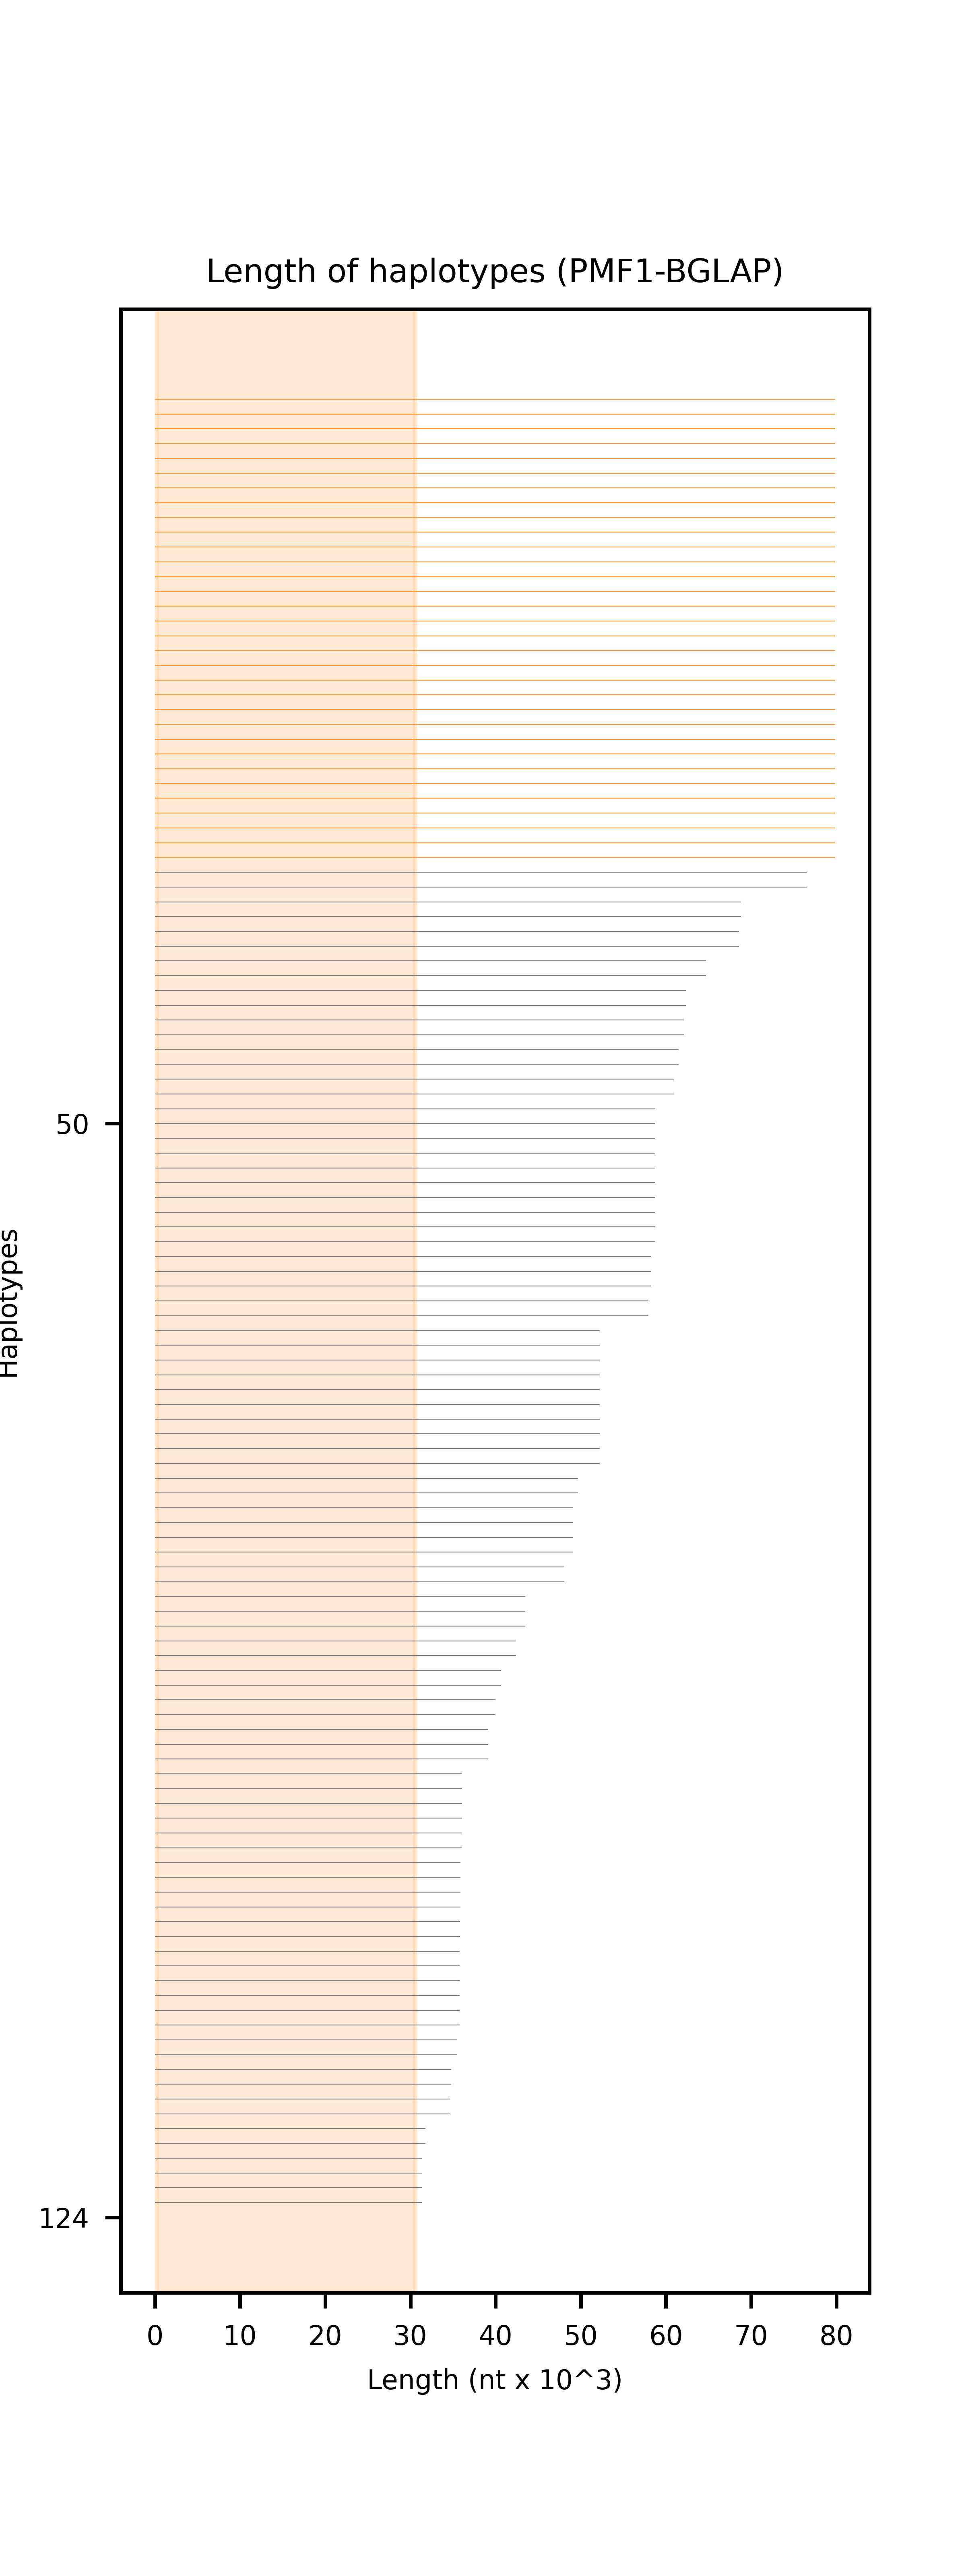 Length of haplotypes (PMF1-BGLAP)
50
Haplotypes
124
0 10 20 30 40 50 60 70 80
Length (nt x 10^3)